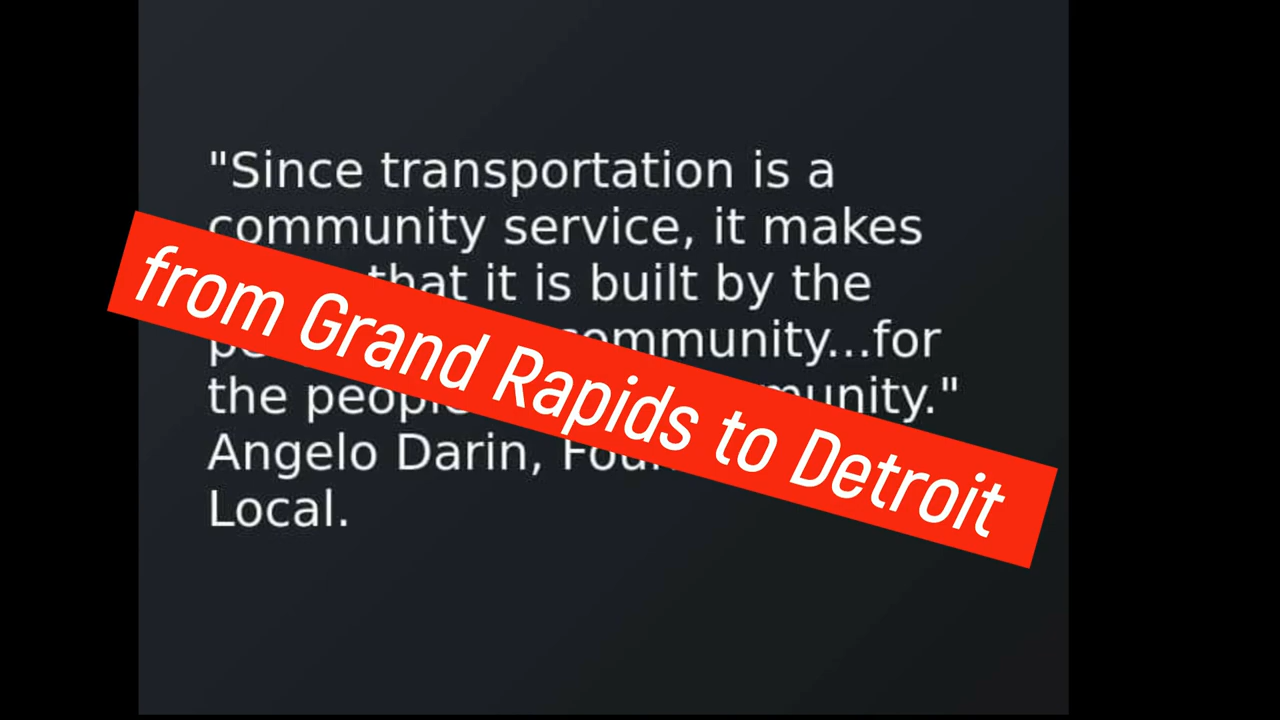 "Since transportation is a
community service, it makes
that it is built by the
community...for
the people
Angelo Darin,
Local.
from Grand Rapids to Detroit